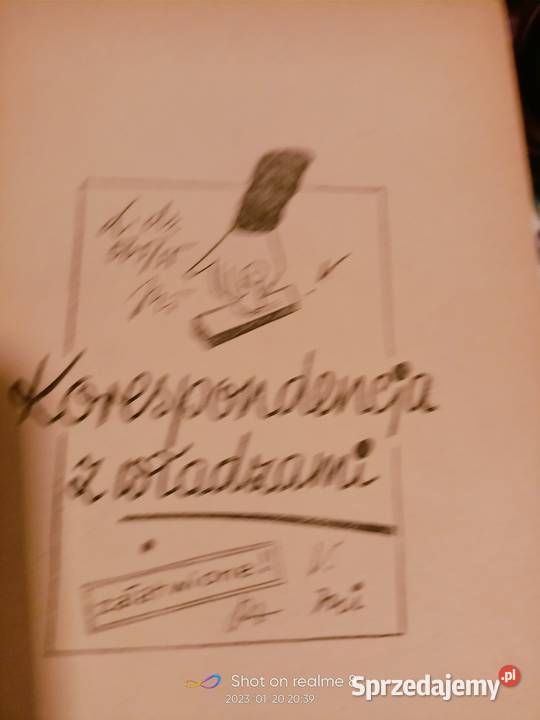 Korespondencja
z władzami
załatwione!
Shot on realme 8
2023.01.20 20:39
Sprzedajemy.pl